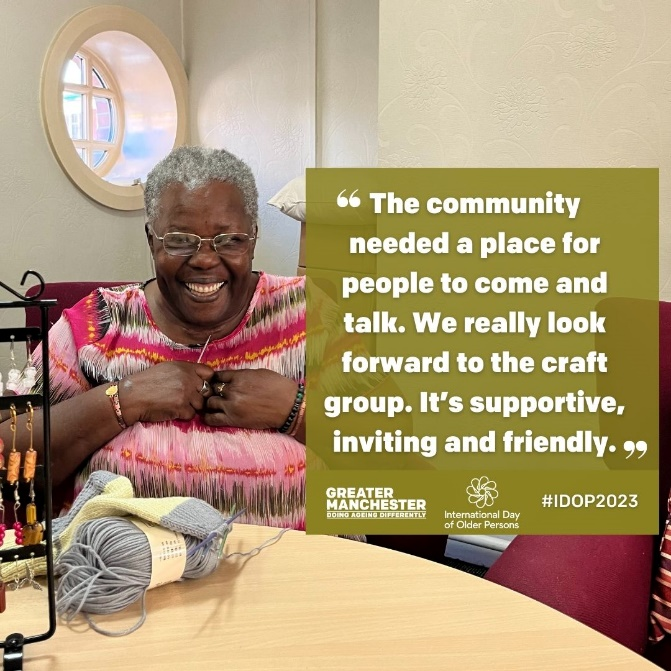 “ The community
needed a place for
people to come and
talk. We really look
forward to the craft
group. It’s supportive,
inviting and friendly. ”
GREATER
MANCHESTER
DOING AGEING DIFFERENTLY
International Day
of Older Persons
#IDOP2023